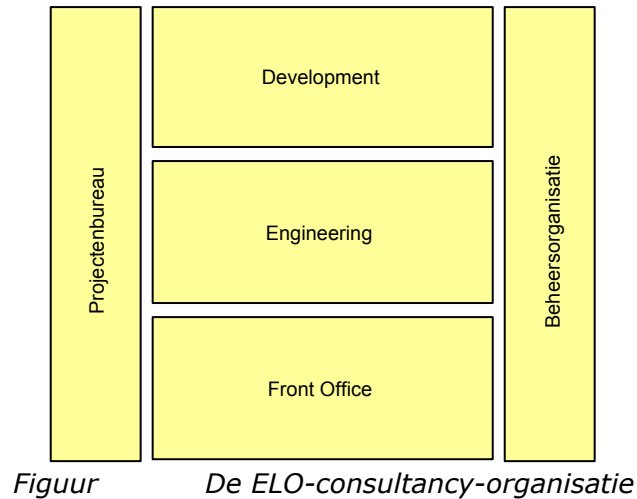 Development
Projectenbureau
Engineering
Beheersorganisatie
Front Office
Figuur De ELO-consultancy-organisatie